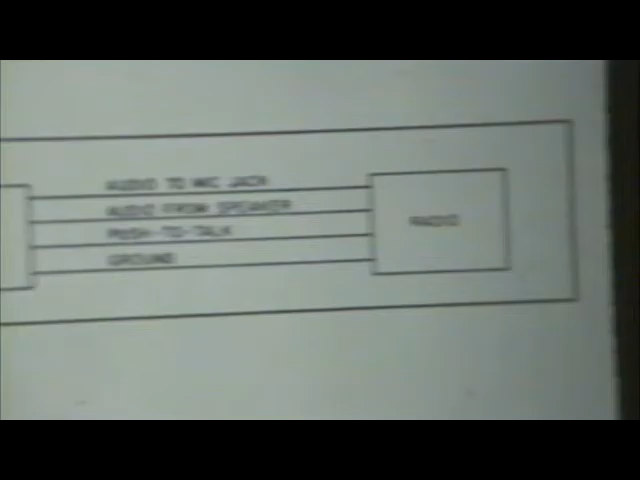 AUDIO TO MIC JACK
AUDIO FROM SPEAKER
PUSH-TO-TALK
GROUND
RADIO